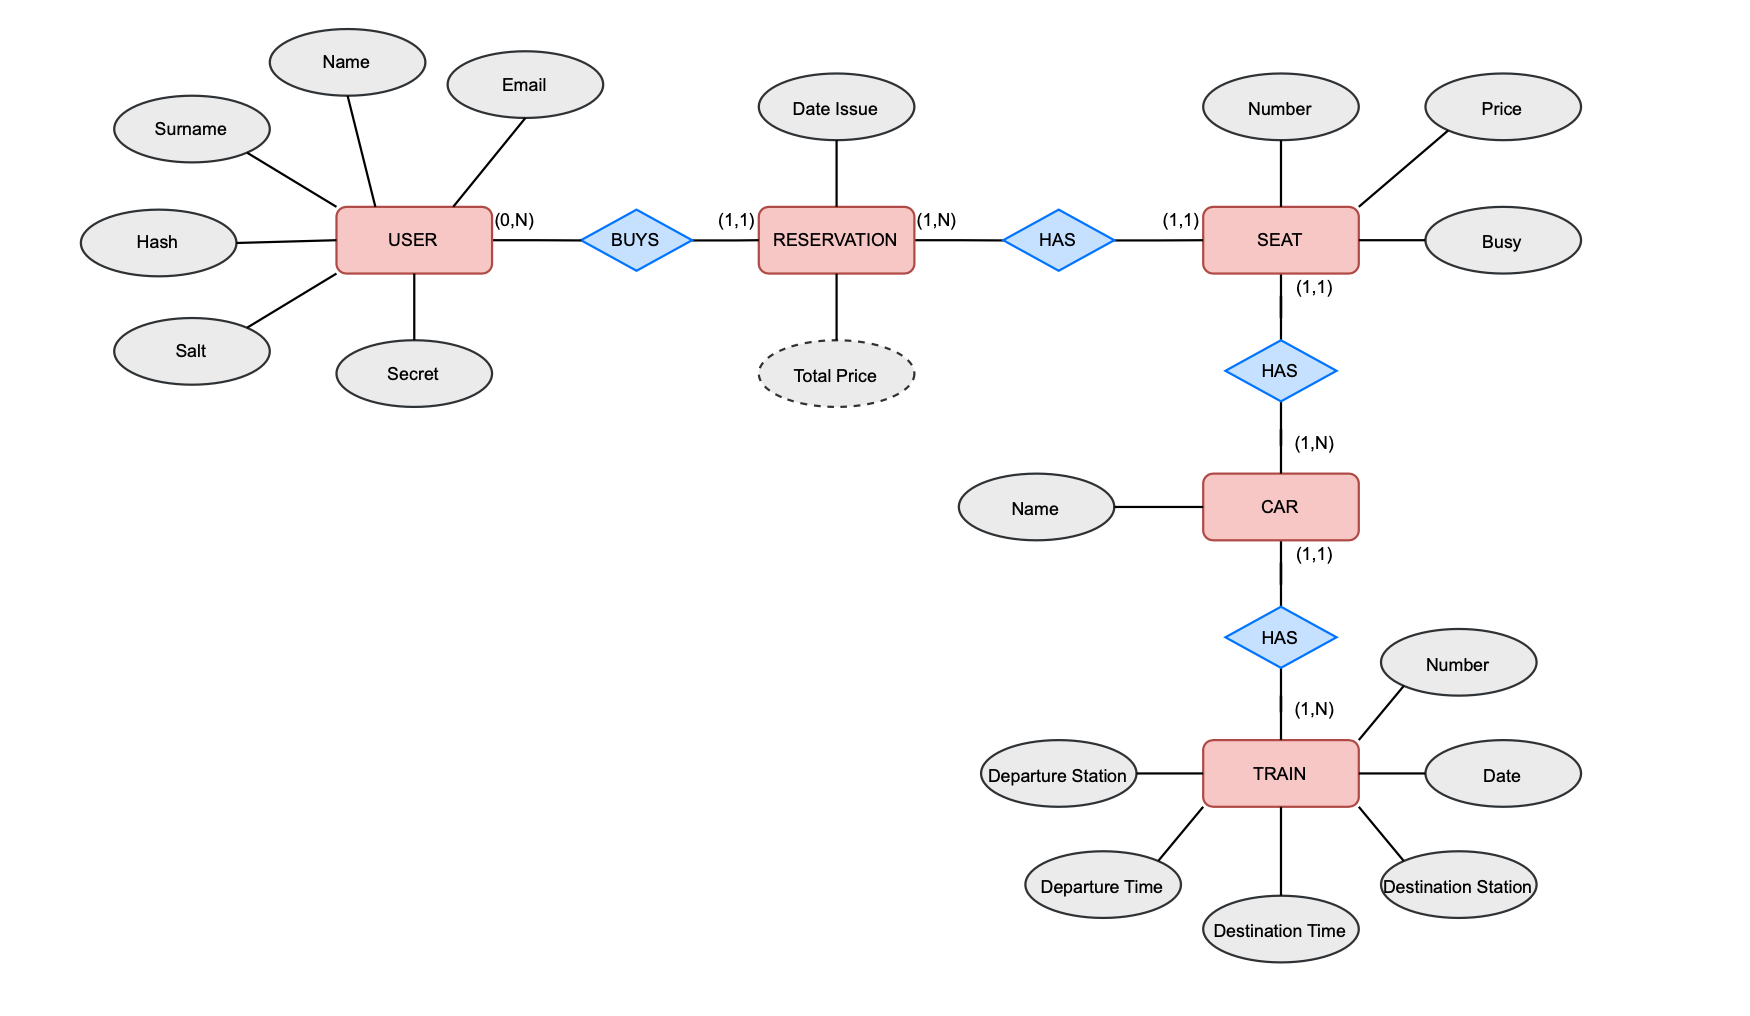 Name
Email
Surname
Date Issue
Number
Price
Hash
USER
(0,N)
BUYS
(1,1)
RESERVATION
(1,N)
HAS
(1,1)
SEAT
Busy
(1,1)
Salt
Secret
Total Price
HAS
(1,N)
Name
CAR
(1,1)
HAS
Number
(1,N)
Departure Station
TRAIN
Date
Departure Time
Destination Station
Destination Time